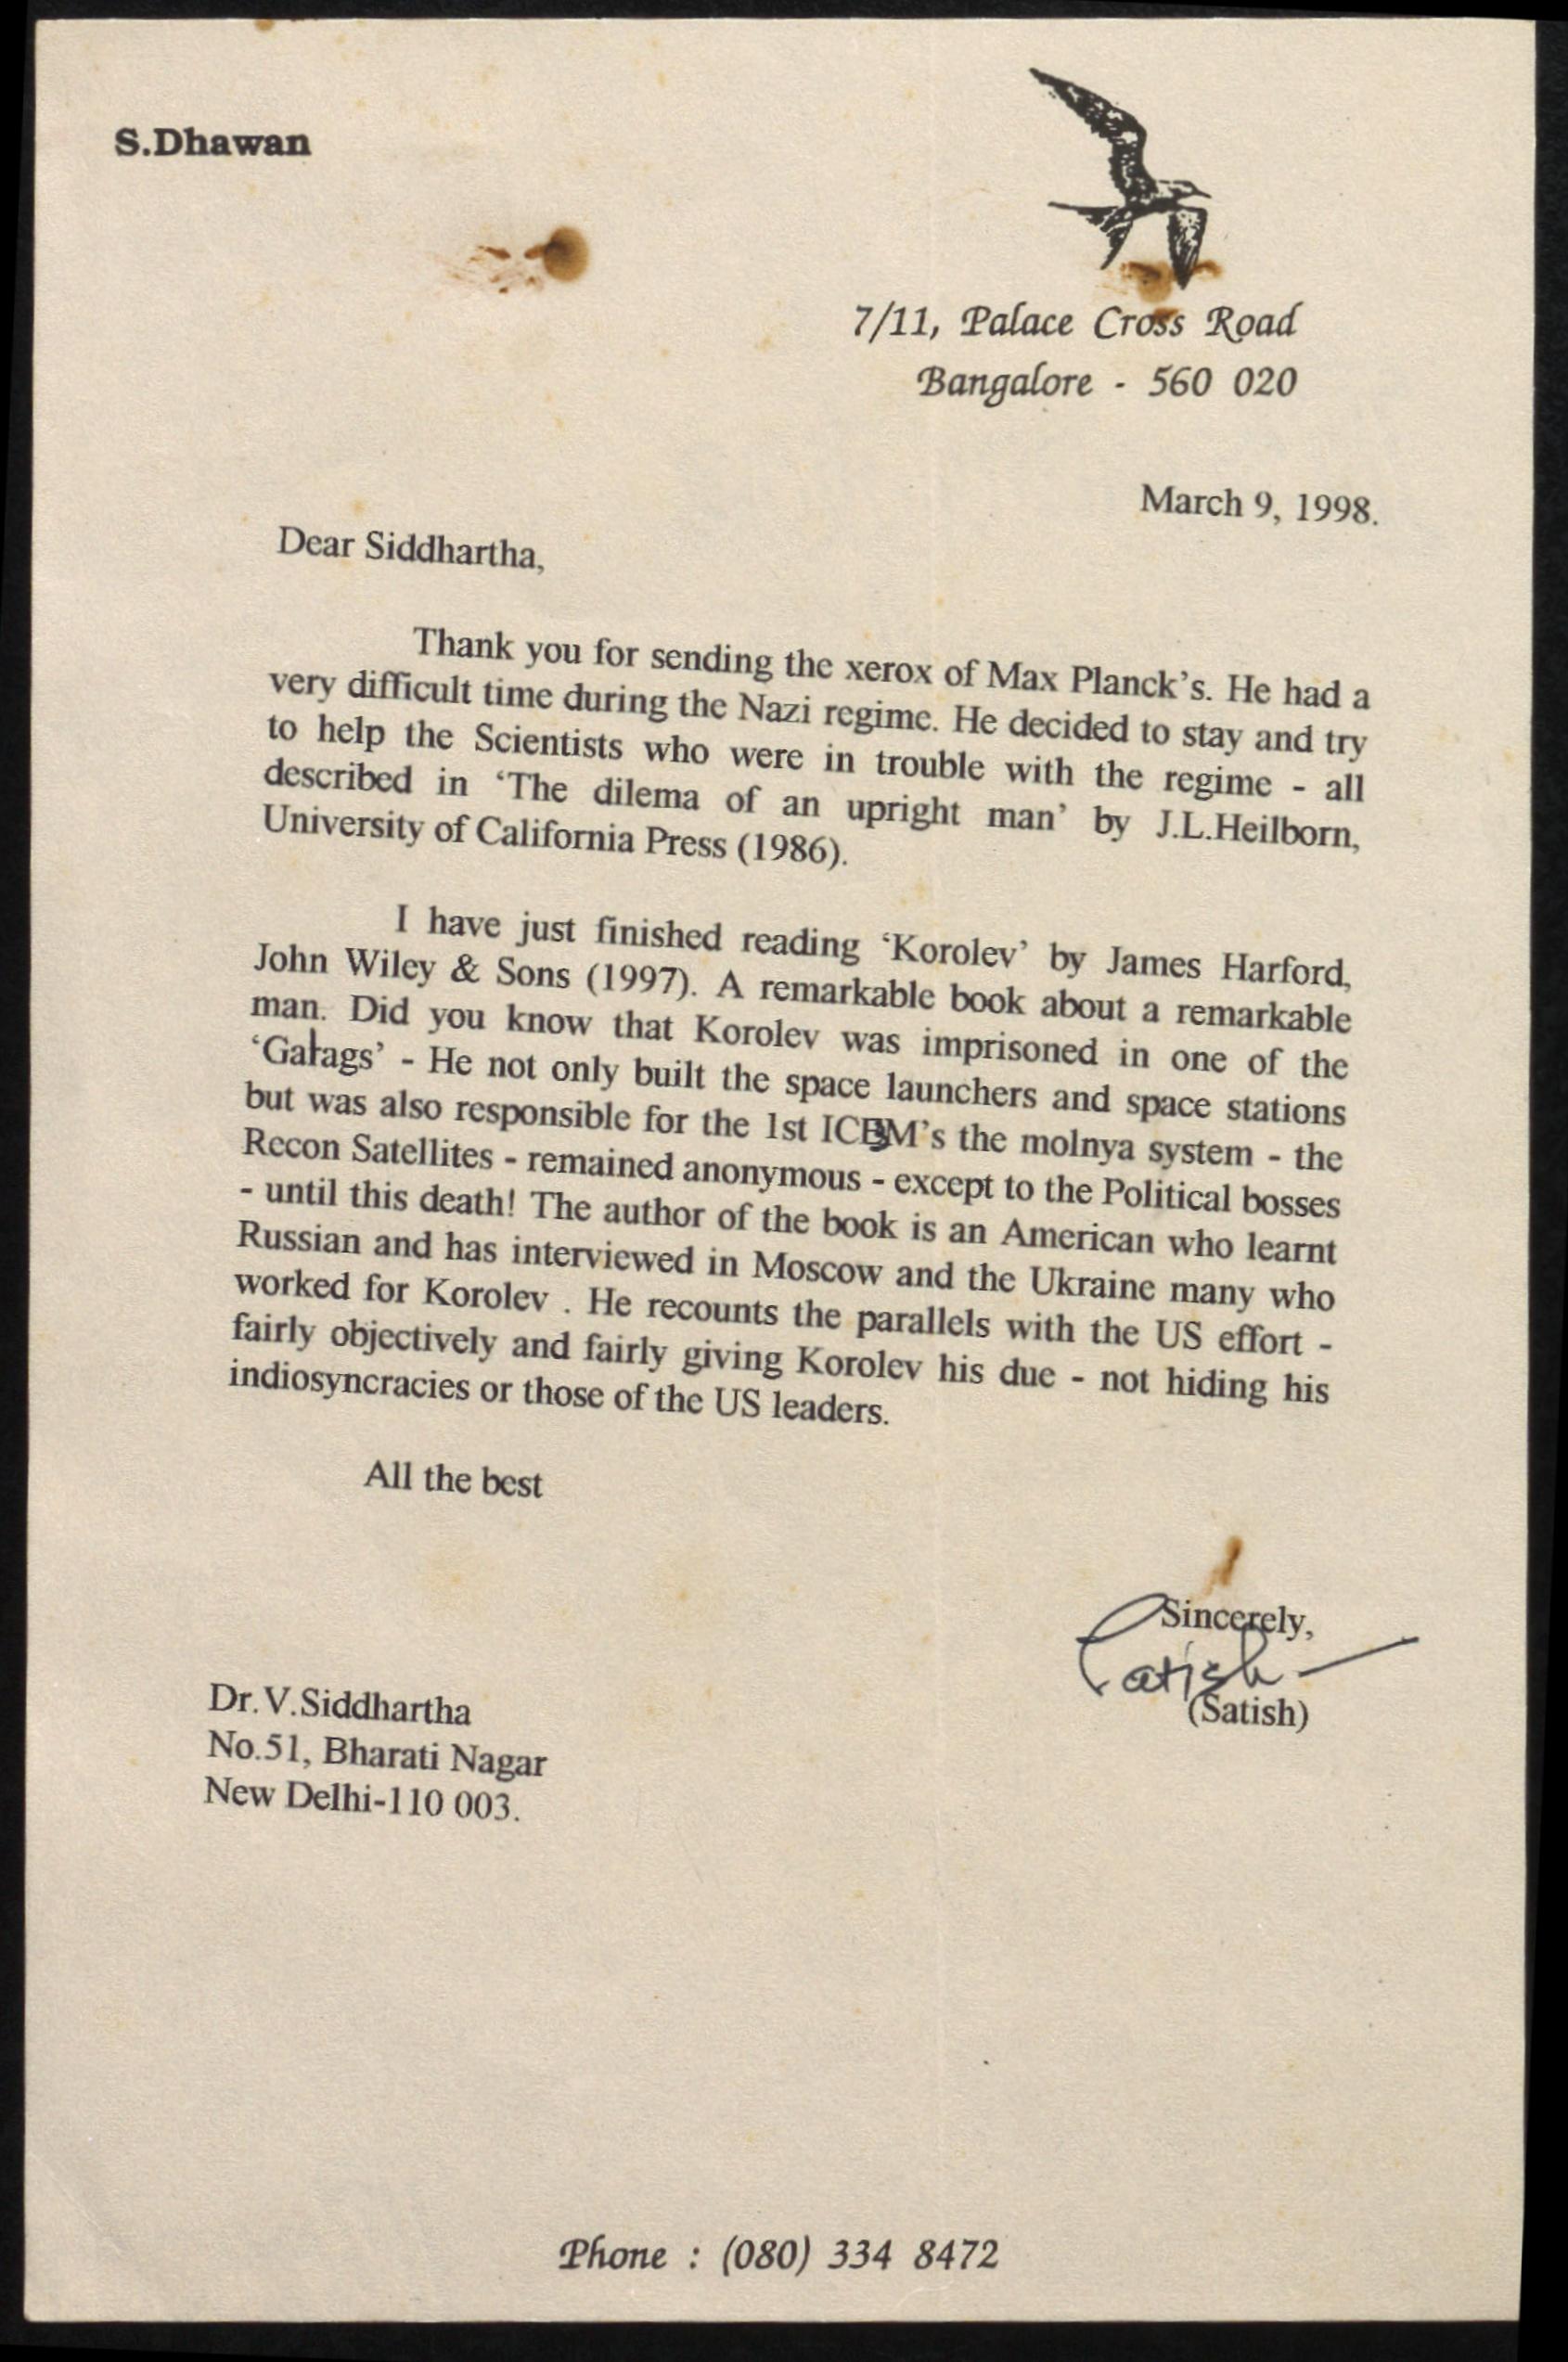 S.Dhawan
7/11, Palace Cross Road
Bangalore - 560 020
March 9, 1998.
Dear Siddhartha,
Thank you for sending the xerox of Max Planck's. He had a
very difficult time during the Nazi regime. He decided to stay and try
to help the Scientists who were in trouble with the regime - all
described in ‘The dilema of an upright man’ by J.L.Heilborn,
University of California Press (1986).
I have just finished reading ‘Korolev’ by James Harford,
John Wiley & Sons (1997). A remarkable book about a remarkable
man. Did you know that Korolev was imprisoned in one of the
‘Galags’ - He not only built the space launchers and space stations
but was also responsible for the 1st ICBM's the molnya system - the
Recon Satellites - remained anonymous - except to the Political bosses
- until this death! The author of the book is an American who learnt
Russian and has interviewed in Moscow and the Ukraine many who
worked for Korolev . He recounts the parallels with the US effort -
fairly objectively and fairly giving Korolev his due - not hiding his
indiosyncracies or those of the US leaders.
All the best
Sincerely,
Satish
(Satish)
Dr.V.Siddhartha
No.51, Bharati Nagar
New Delhi-110 003.
Phone : (080) 334 8472